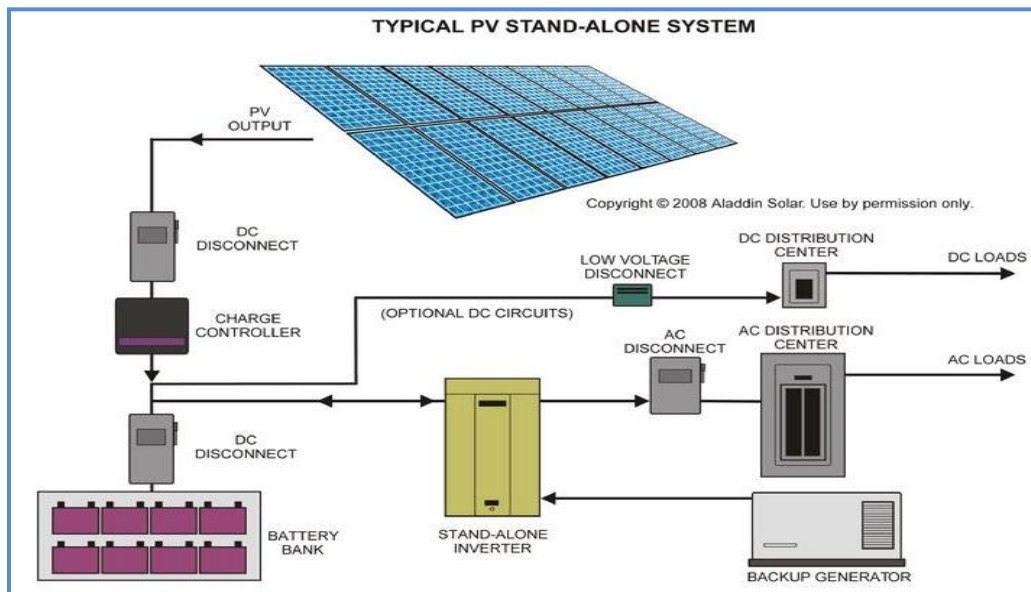 TYPICAL PV STAND-ALONE SYSTEM
PV
OUTPUT
Copyright © 2008 Aladdin Solar. Use by permission only.
DC
DISCONNECT
LOW VOLTAGE
DISCONNECT
DC DISTRIBUTION
CENTER
DC LOADS
CHARGE
CONTROLLER
(OPTIONAL DC CIRCUITS)
AC
DISCONNECT
AC DISTRIBUTION
CENTER
AC LOADS
DC
DISCONNECT
BATTERY
BANK
STAND-ALONE
INVERTER
BACKUP GENERATOR